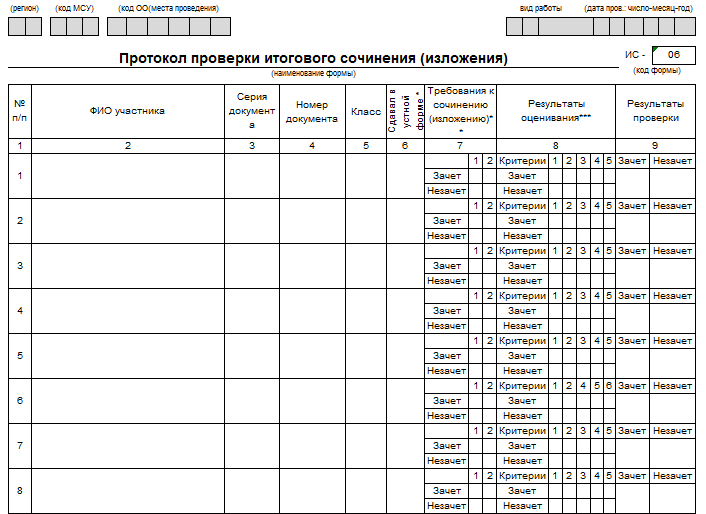 (регион) (код МСУ) (код ОО(места проведения) вид работы (дата пров.: число-месяц-год)
Протокол проверки итогового сочинения (изложения) ИС - 06
(наименование формы) (код формы)
№ п/п ФИО участника Серия документа Номер документа Класс Сдавал в устной форме * Требования к сочинению (изложению)** Результаты оценивания*** Результаты проверки
1 2 3 4 5 6 7 8 9
1 2 Критерии 1 2 3 4 5 Зачет Незачет
1 Зачет Зачет
Незачет Незачет
1 2 Критерии 1 2 3 4 5 Зачет Незачет
2 Зачет Зачет
Незачет Незачет
1 2 Критерии 1 2 3 4 5 Зачет Незачет
3 Зачет Зачет
Незачет Незачет
1 2 Критерии 1 2 3 4 5 Зачет Незачет
4 Зачет Зачет
Незачет Незачет
1 2 Критерии 1 2 3 4 5 Зачет Незачет
5 Зачет Зачет
Незачет Незачет
1 2 Критерии 1 2 4 5 6 Зачет Незачет
6 Зачет Зачет
Незачет Незачет
1 2 Критерии 1 2 3 4 5 Зачет Незачет
7 Зачет Зачет
Незачет Незачет
1 2 Критерии 1 2 3 4 5 Зачет Незачет
8 Зачет Зачет
Незачет Незачет